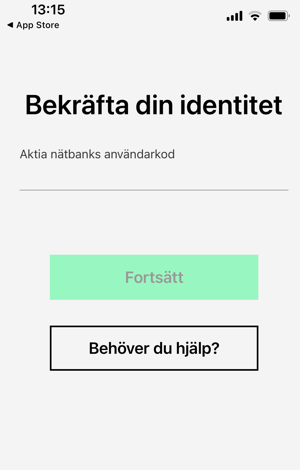 13:15
◀ App Store
Bekräfta din identitet
Aktia nätbanks användarkod
Fortsätt
Behöver du hjälp?